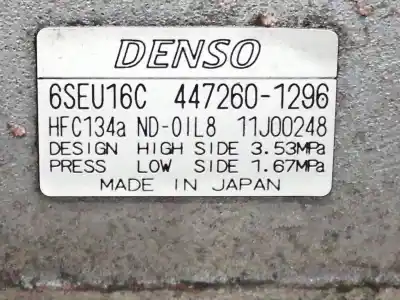 DENSO
6SEU16C 447260-1296
HFC134a ND-OIL8 11J00248
DESIGN HIGH SIDE 3.53MPa
PRESS LOW SIDE 1.67MPa
MADE IN JAPAN